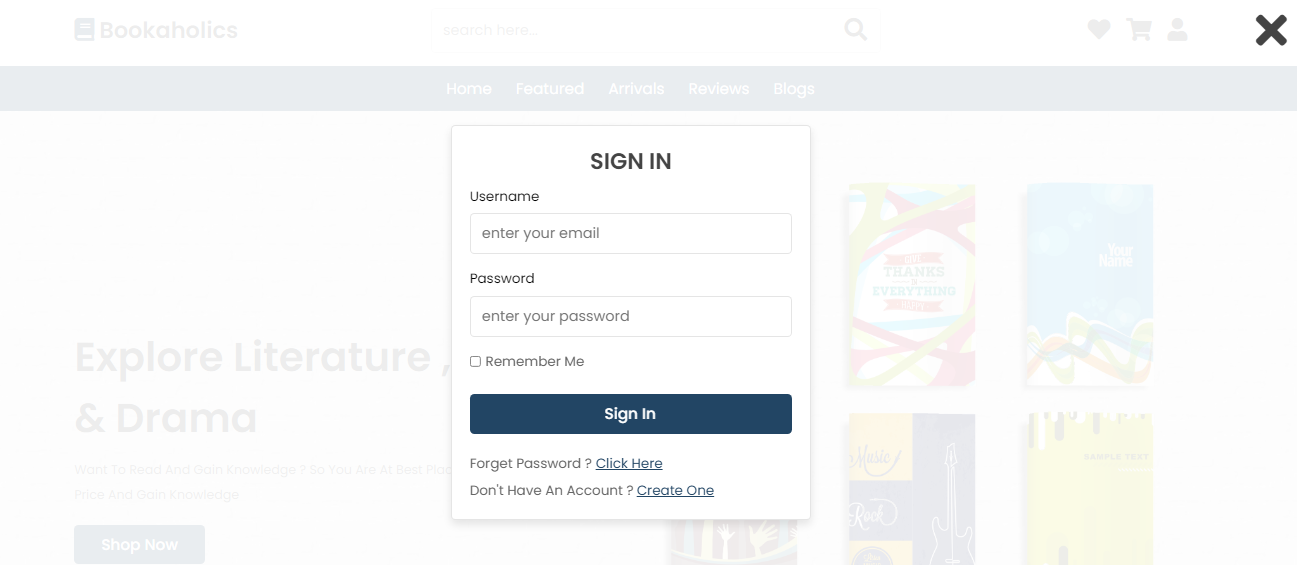 Bookaholics
search here...
Home Featured Arrivals Reviews Blogs
SIGN IN
Username
enter your email
Password
enter your password
Remember Me
Sign In
Forget Password ? Click Here
Don't Have An Account ? Create One
Explore Literature ,
& Drama
Want To Read And Gain Knowledge ? So You Are At Best Plac
Price And Gain Knowledge
Shop Now
THANKS
EVERYTHING
Your
Name
Music
Rock
SAMPLE TEXT